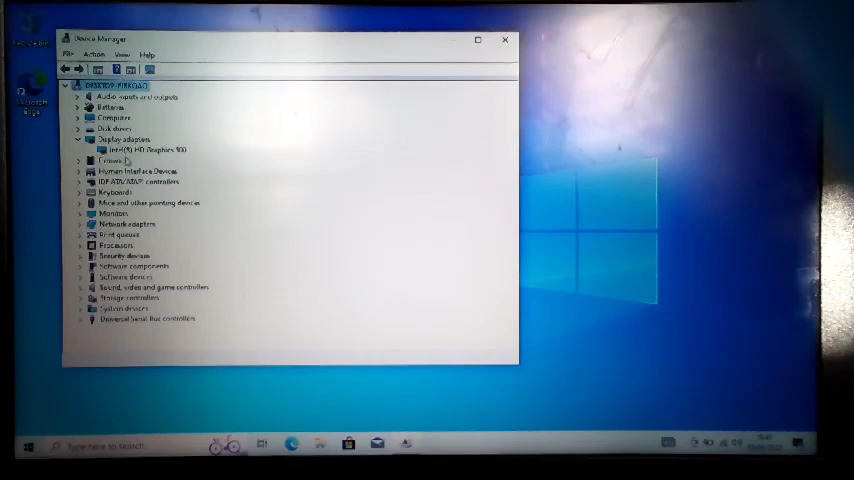 Device Manager
File Action View Help
Audio inputs and outputs
Batteries
Computer
Disk drives
Display adapters
Intel(R) HD Graphics
Firmware
Human Interface Devices
IDE ATA/ATAPI controllers
Keyboards
Mice and other pointing devices
Monitors
Network adapters
Print queues
Processors
Security devices
Software components
Software devices
Sound, video and game controllers
Storage controllers
System devices
Universal Serial Bus controllers
Microsoft
Edge
Type here to search